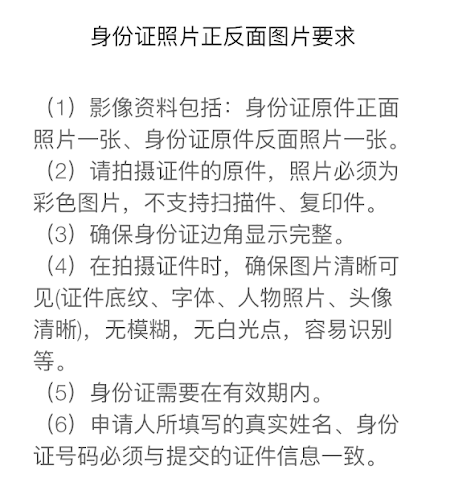 身份证照片正反面图片要求
（1）影像资料包括：身份证原件正面
照片一张、身份证原件反面照片一张。
（2）请拍摄证件的原件，照片必须为
彩色图片，不支持扫描件、复印件。
（3）确保身份证边角显示完整。
（4）在拍摄证件时，确保图片清晰可
见(证件底纹、字体、人物照片、头像
清晰)，无模糊，无白光点，容易识别
等。
（5）身份证需要在有效期内。
（6）申请人所填写的真实姓名、身份
证号码必须与提交的证件信息一致。